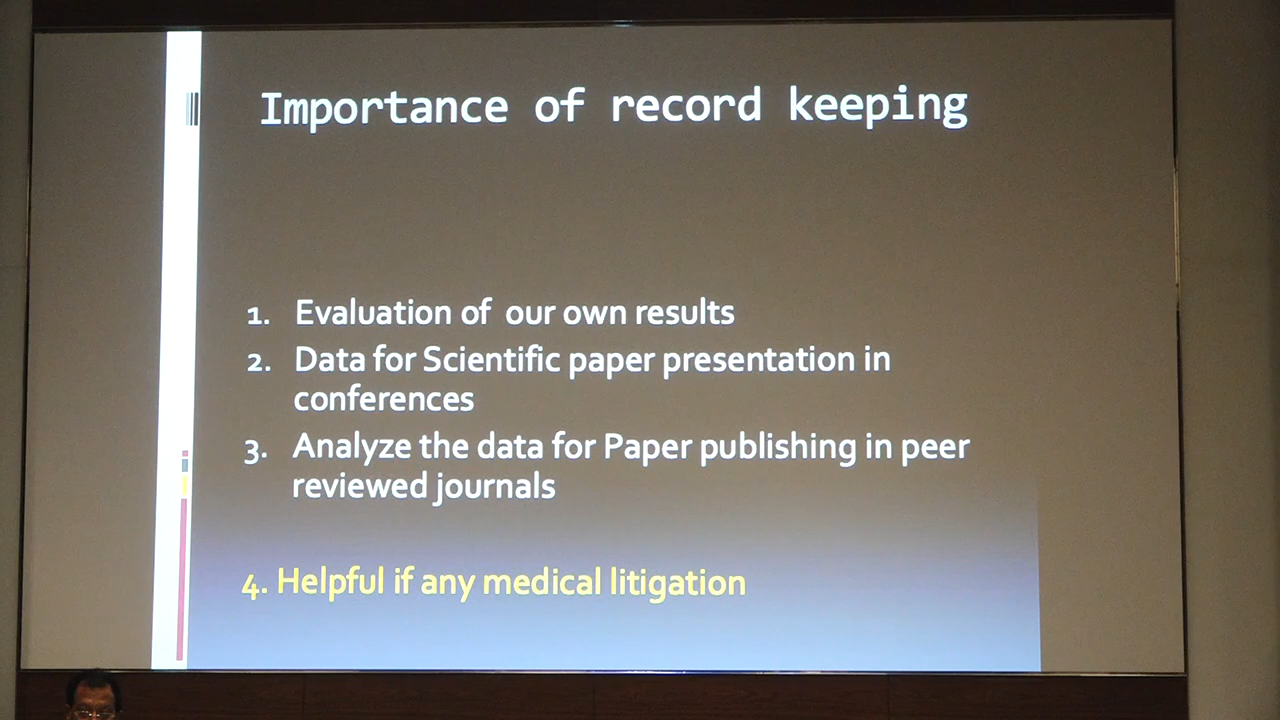 Importance of record keeping
1. Evaluation of our own results
2. Data for Scientific paper presentation in
conferences
3. Analyze the data for Paper publishing in peer
reviewed journals
4. Helpful if any medical litigation